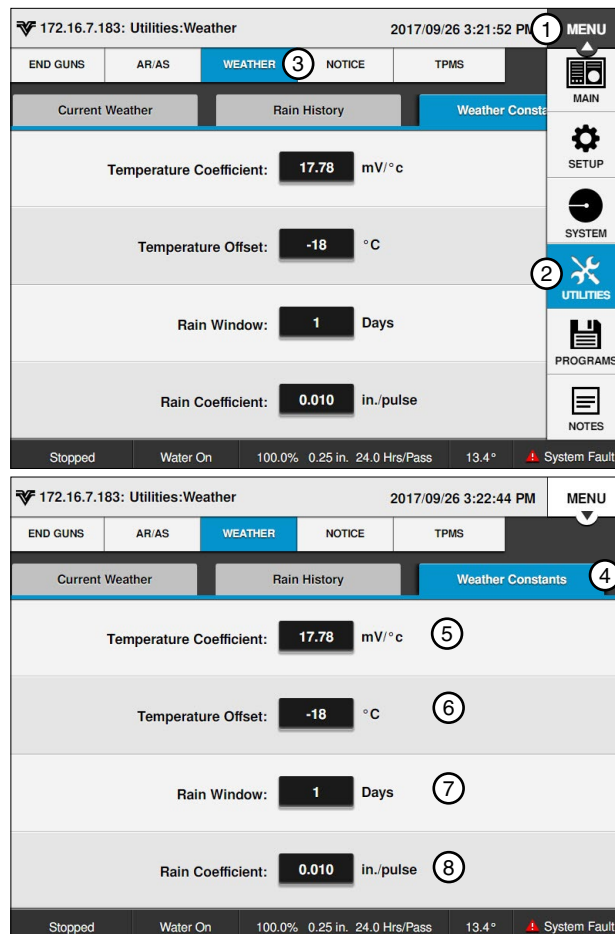 172.16.7.183: Utilities:Weather 2017/09/26 3:21:52 PM 1 MENU
END GUNS AR/AS WEATHER 3 NOTICE TPMS
MAIN
Current Weather Rain History Weather Consta
Temperature Coefficient: 17.78 mV/°c
SETUP
Temperature Offset: -18 °C
SYSTEM
2 UTILITIES
Rain Window: 1 Days
PROGRAMS
Rain Coefficient: 0.010 in./pulse
NOTES
Stopped Water On 100.0% 0.25 in. 24.0 Hrs/Pass 13.4° System Fault
172.16.7.183: Utilities:Weather 2017/09/26 3:22:44 PM MENU
END GUNS AR/AS WEATHER NOTICE TPMS
Current Weather Rain History Weather Constants 4
Temperature Coefficient: 17.78 mV/°c 5
Temperature Offset: -18 °C 6
Rain Window: 1 Days 7
Rain Coefficient: 0.010 in./pulse 8
Stopped Water On 100.0% 0.25 in. 24.0 Hrs/Pass 13.4° System Fault